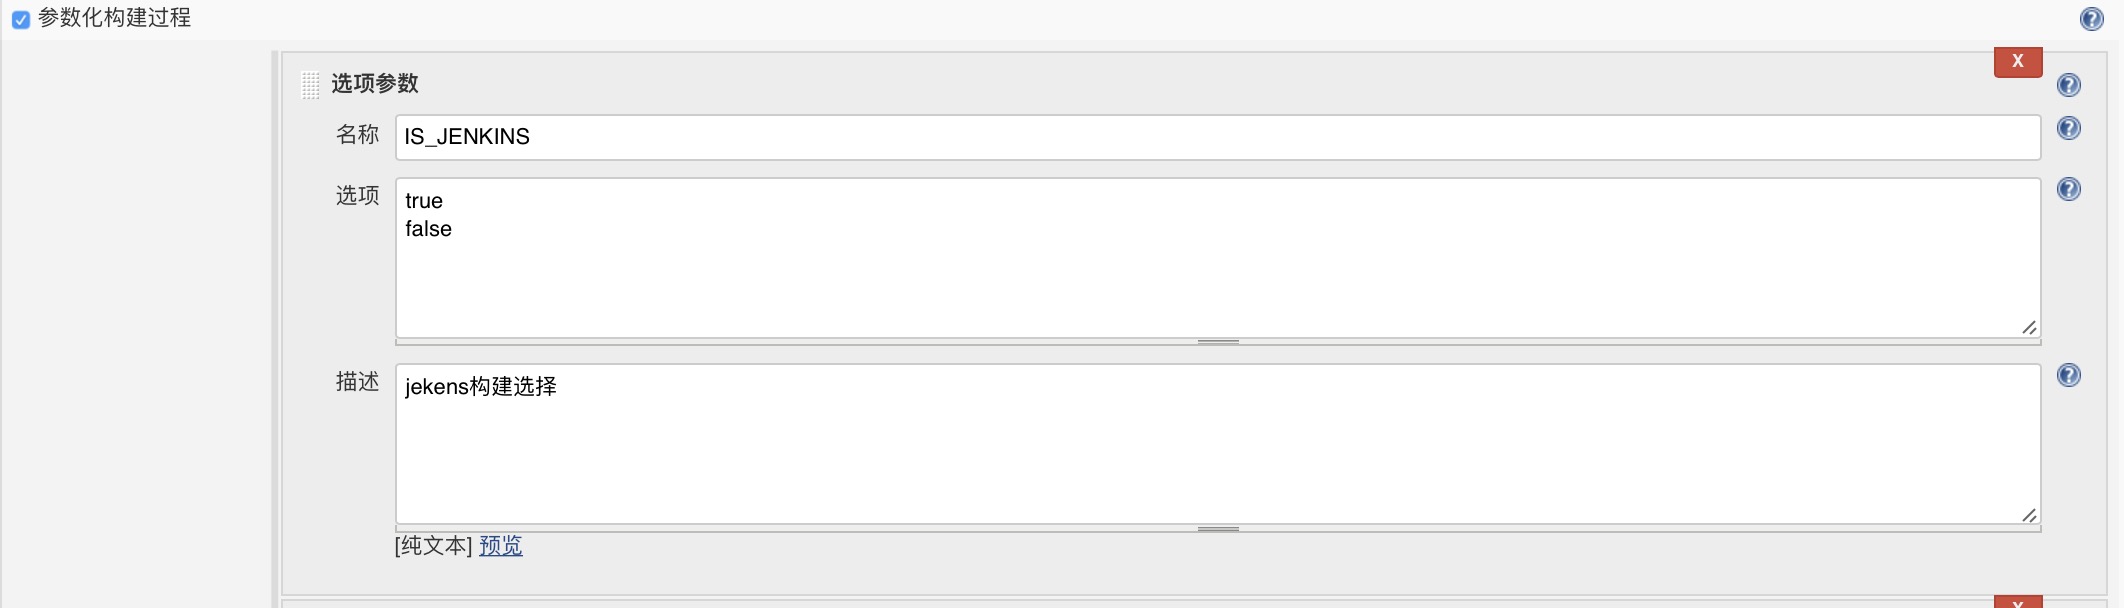 参数化构建过程
X
选项参数
名称 IS_JENKINS
选项 true
false
描述 jekens构建选择
[纯文本] 预览
X